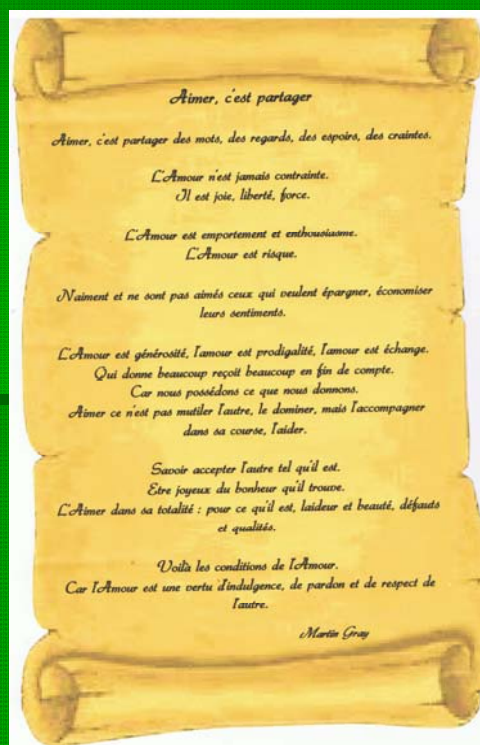 Aimer, c'est partager
Aimer, c'est partager des mots, des regards, des espoirs, des craintes.
L'Amour n'est jamais contrainte.
Il est joie, liberté, force.
L'Amour est emportement et enthousiasme.
L'Amour est risque.
N'aiment et ne sont pas aimés ceux qui veulent épargner, économiser
leurs sentiments.
L'Amour est générosité, l'amour est prodigalité, l'amour est échange.
Qui donne beaucoup reçoit beaucoup en fin de compte.
Car nous possédons ce que nous donnons.
Aimer ce n'est pas mutiler l'autre, le dominer, mais l'accompagner
dans sa course, l'aider.
Savoir accepter l'autre tel qu'il est.
Etre joyeux du bonheur qu'il trouve.
L'Aimer dans sa totalité : pour ce qu'il est, laideur et beauté, défauts
et qualités.
Voilà les conditions de l'Amour.
Car l'Amour est une vertu d'indulgence, de pardon et de respect de
l'autre.
Martin Gray